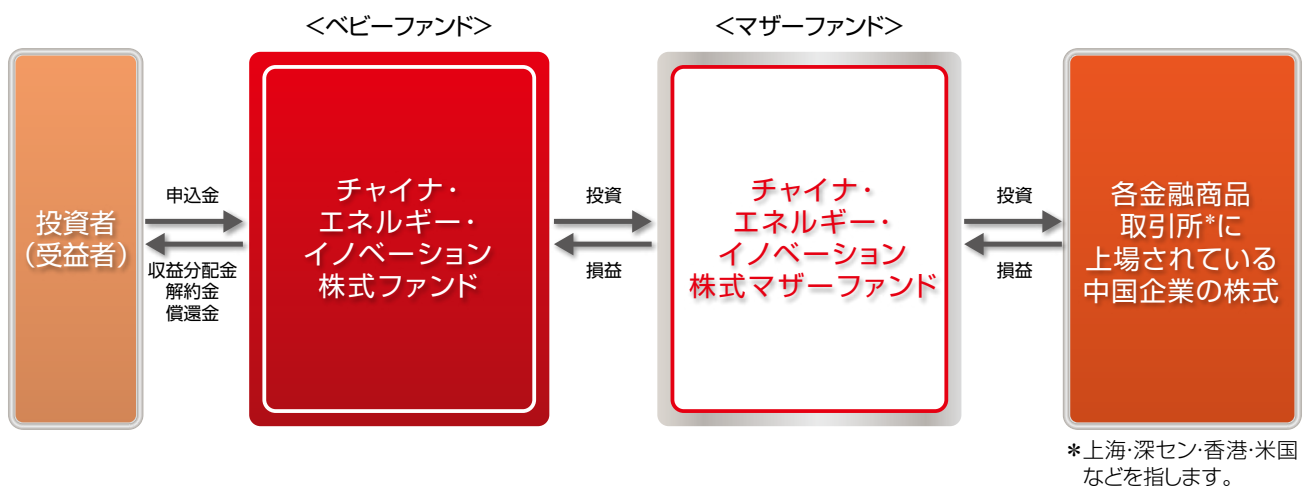 ＜ベビーファンド＞
＜マザーファンド＞
投資者
（受益者）
申込金
収益分配金
解約金
償還金
チャイナ・
エネルギー・
イノベーション
株式ファンド
投資
損益
チャイナ・
エネルギー・
イノベーション
株式マザーファンド
投資
損益
各金融商品
取引所*に
上場されている
中国企業の株式
*上海・深セン・香港・米国
などを指します。